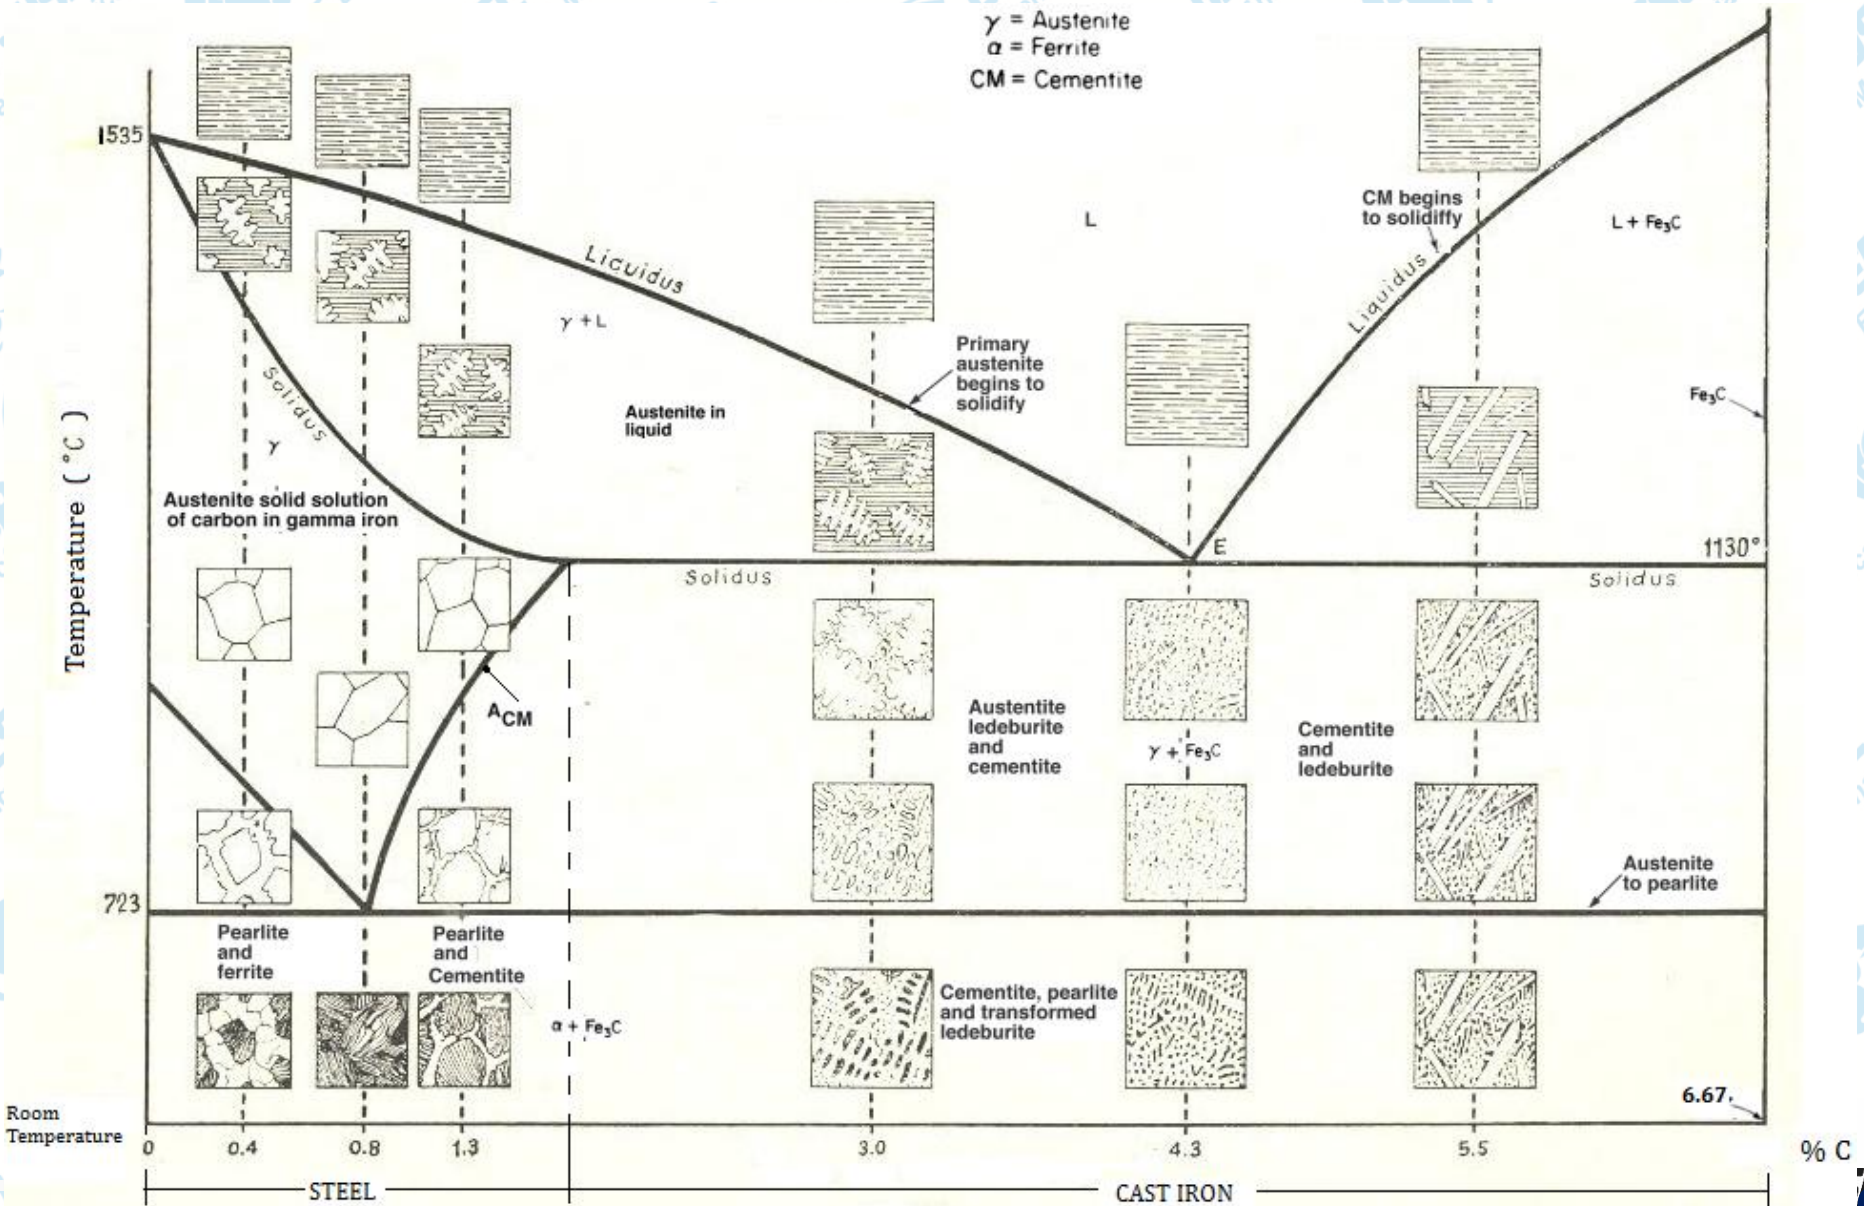 γ = Austenite
α = Ferrite
CM = Cementite
1535
Liquidus
L
CM begins
to solidiffy
L + Fe₃C
Liquidus
γ + L
Primary
austenite
begins to
solidify
Solidus
Austenite in
liquid
Fe₃C
γ
Temperature (°C)
Austenite solid solution
of carbon in gamma iron
E
1130°
Solidus
Solidus
A_CM
Austentite
ledeburite
and
cementite
γ + Fe₃C
Cementite
and
ledeburite
Austenite
to pearlite
723
Pearlite
and
ferrite
Pearlite
and
Cementite
α + Fe₃C
Cementite, pearlite
and transformed
ledeburite
6.67
Room
Temperature
0 0.4 0.8 1.3 3.0 4.3 5.5
% C
STEEL
CAST IRON